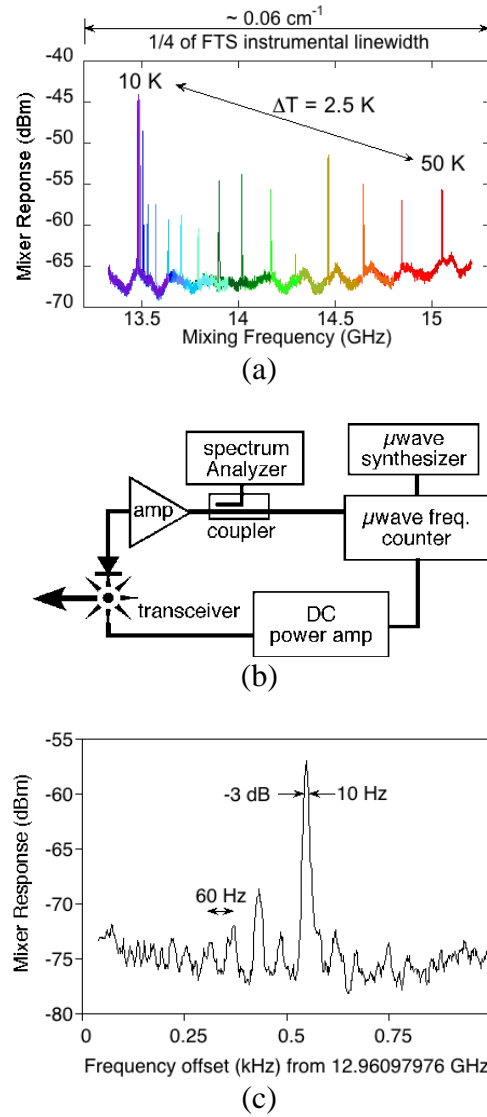 ~ 0.06 cm⁻¹
1/4 of FTS instrumental linewidth
-40
-45
-50
-55
-60
-65
-70
Mixer Reponse (dBm)
10 K
ΔT = 2.5 K
50 K
13.5 14 14.5 15
Mixing Frequency (GHz)
(a)
spectrum
Analyzer
μwave
synthesizer
amp
coupler
μwave freq.
counter
transceiver
DC
power amp
(b)
-55
-60
-65
-70
-75
-80
Mixer Response (dBm)
-3 dB
10 Hz
60 Hz
0 0.25 0.5 0.75
Frequency offset (kHz) from 12.96097976 GHz
(c)